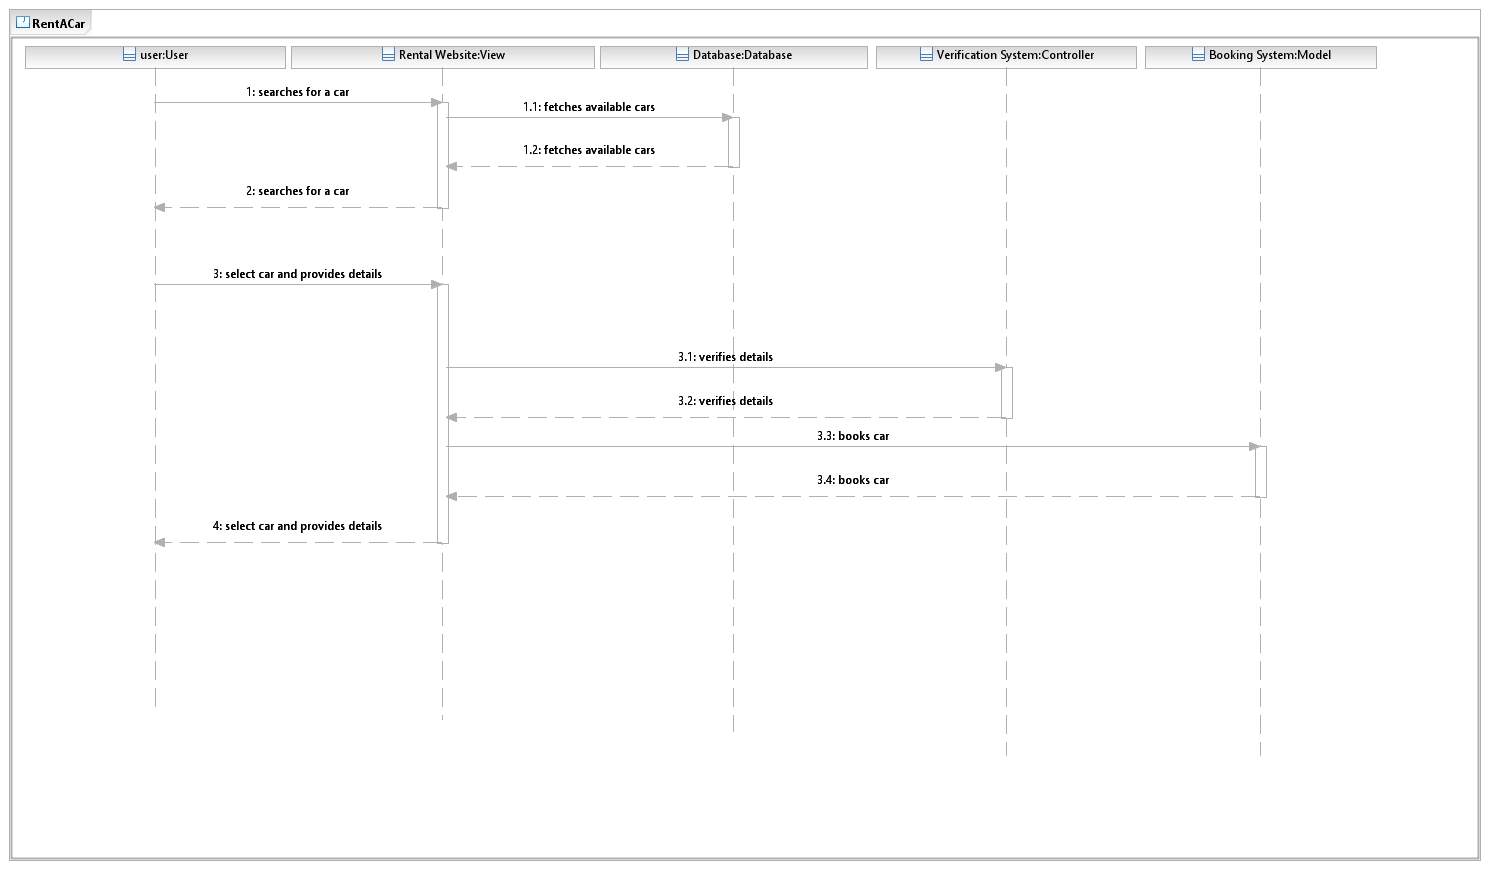 RentACar
user:User
Rental Website:View
Database:Database
Verification System:Controller
Booking System:Model
1: searches for a car
1.1: fetches available cars
1.2: fetches available cars
2: searches for a car
3: select car and provides details
3.1: verifies details
3.2: verifies details
3.3: books car
3.4: books car
4: select car and provides details